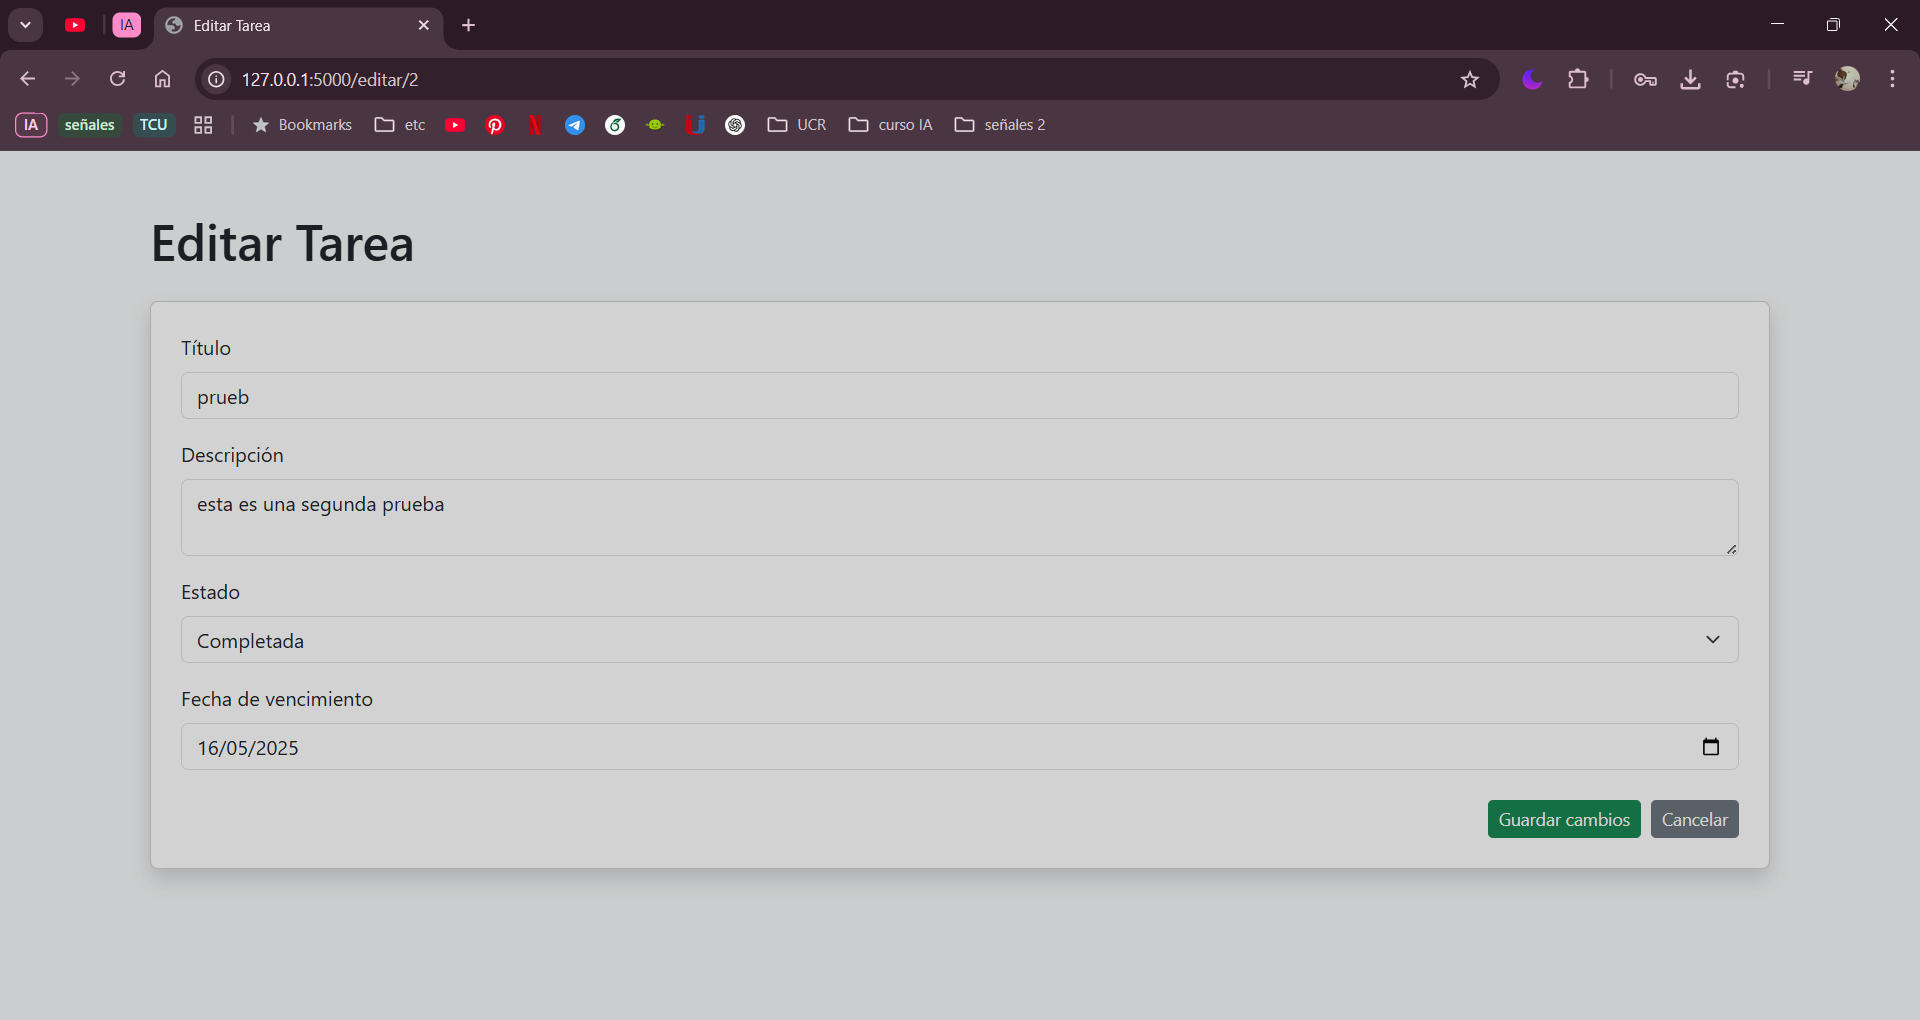 IA
Editar Tarea
127.0.0.1:5000/editar/2
IA señales TCU Bookmarks etc UCR curso IA señales 2
Editar Tarea
Título
prueb
Descripción
esta es una segunda prueba
Estado
Completada
Fecha de vencimiento
16/05/2025
Guardar cambios Cancelar